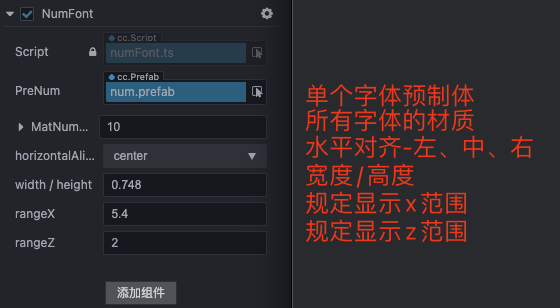 NumFont
cc.Script
Script
numFont.ts
cc.Prefab
PreNum
num.prefab
单个字体预制体
MatNum...
10
所有字体的材质
horizontalAli...
center
水平对齐-左、中、右
width / height
0.748
宽度/高度
rangeX
5.4
规定显示x范围
rangeZ
2
规定显示z范围
添加组件